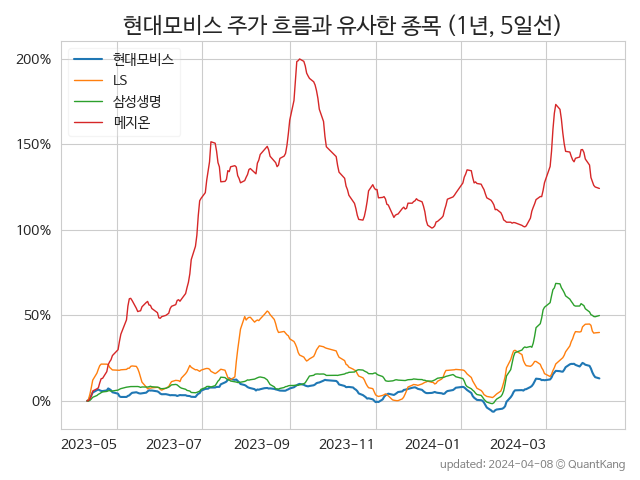 현대모비스 주가 흐름과 유사한 종목 (1년, 5일선)
현대모비스
LS
삼성생명
메지온
200%
150%
100%
50%
0%
2023-05 2023-07 2023-09 2023-11 2024-01 2024-03
updated: 2024-04-08 © QuantKang